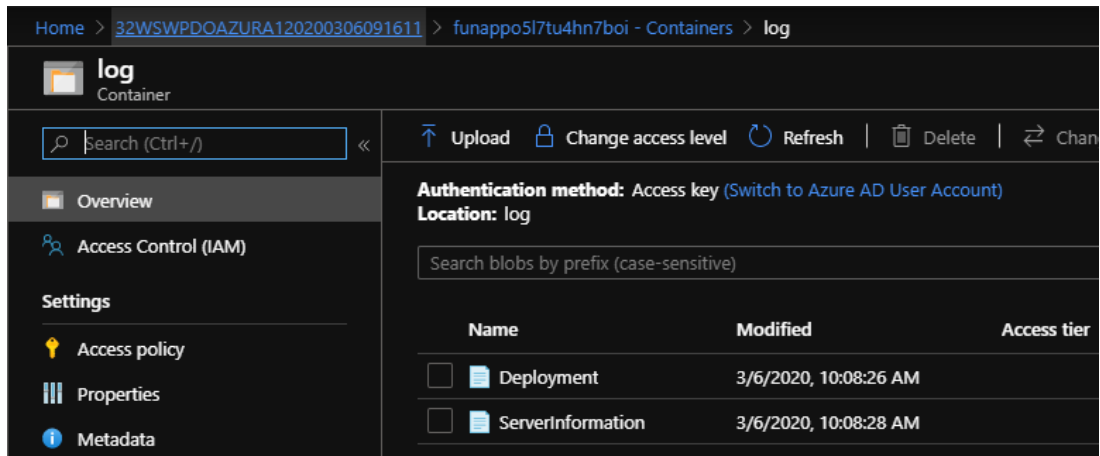 Home > 32WSWPDOAZURA120200306091611 > funappo5l7tu4hn7boi - Containers > log
log
Container
Search (Ctrl+/) «
Upload Change access level Refresh | Delete | Chan
Overview
Authentication method: Access key (Switch to Azure AD User Account)
Location: log
Access Control (IAM)
Search blobs by prefix (case-sensitive)
Settings
Name Modified Access tier
Access policy
Deployment 3/6/2020, 10:08:26 AM
Properties
ServerInformation 3/6/2020, 10:08:28 AM
Metadata